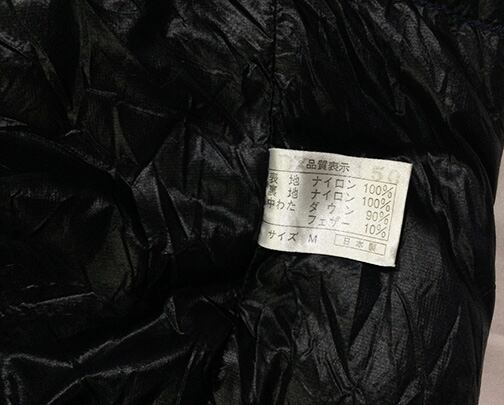 品質表示
表 地 ナイロン 100%
裏 地 ナイロン 100%
中わた ダウン 90%
フェザー 10%
サイズ M 日本製